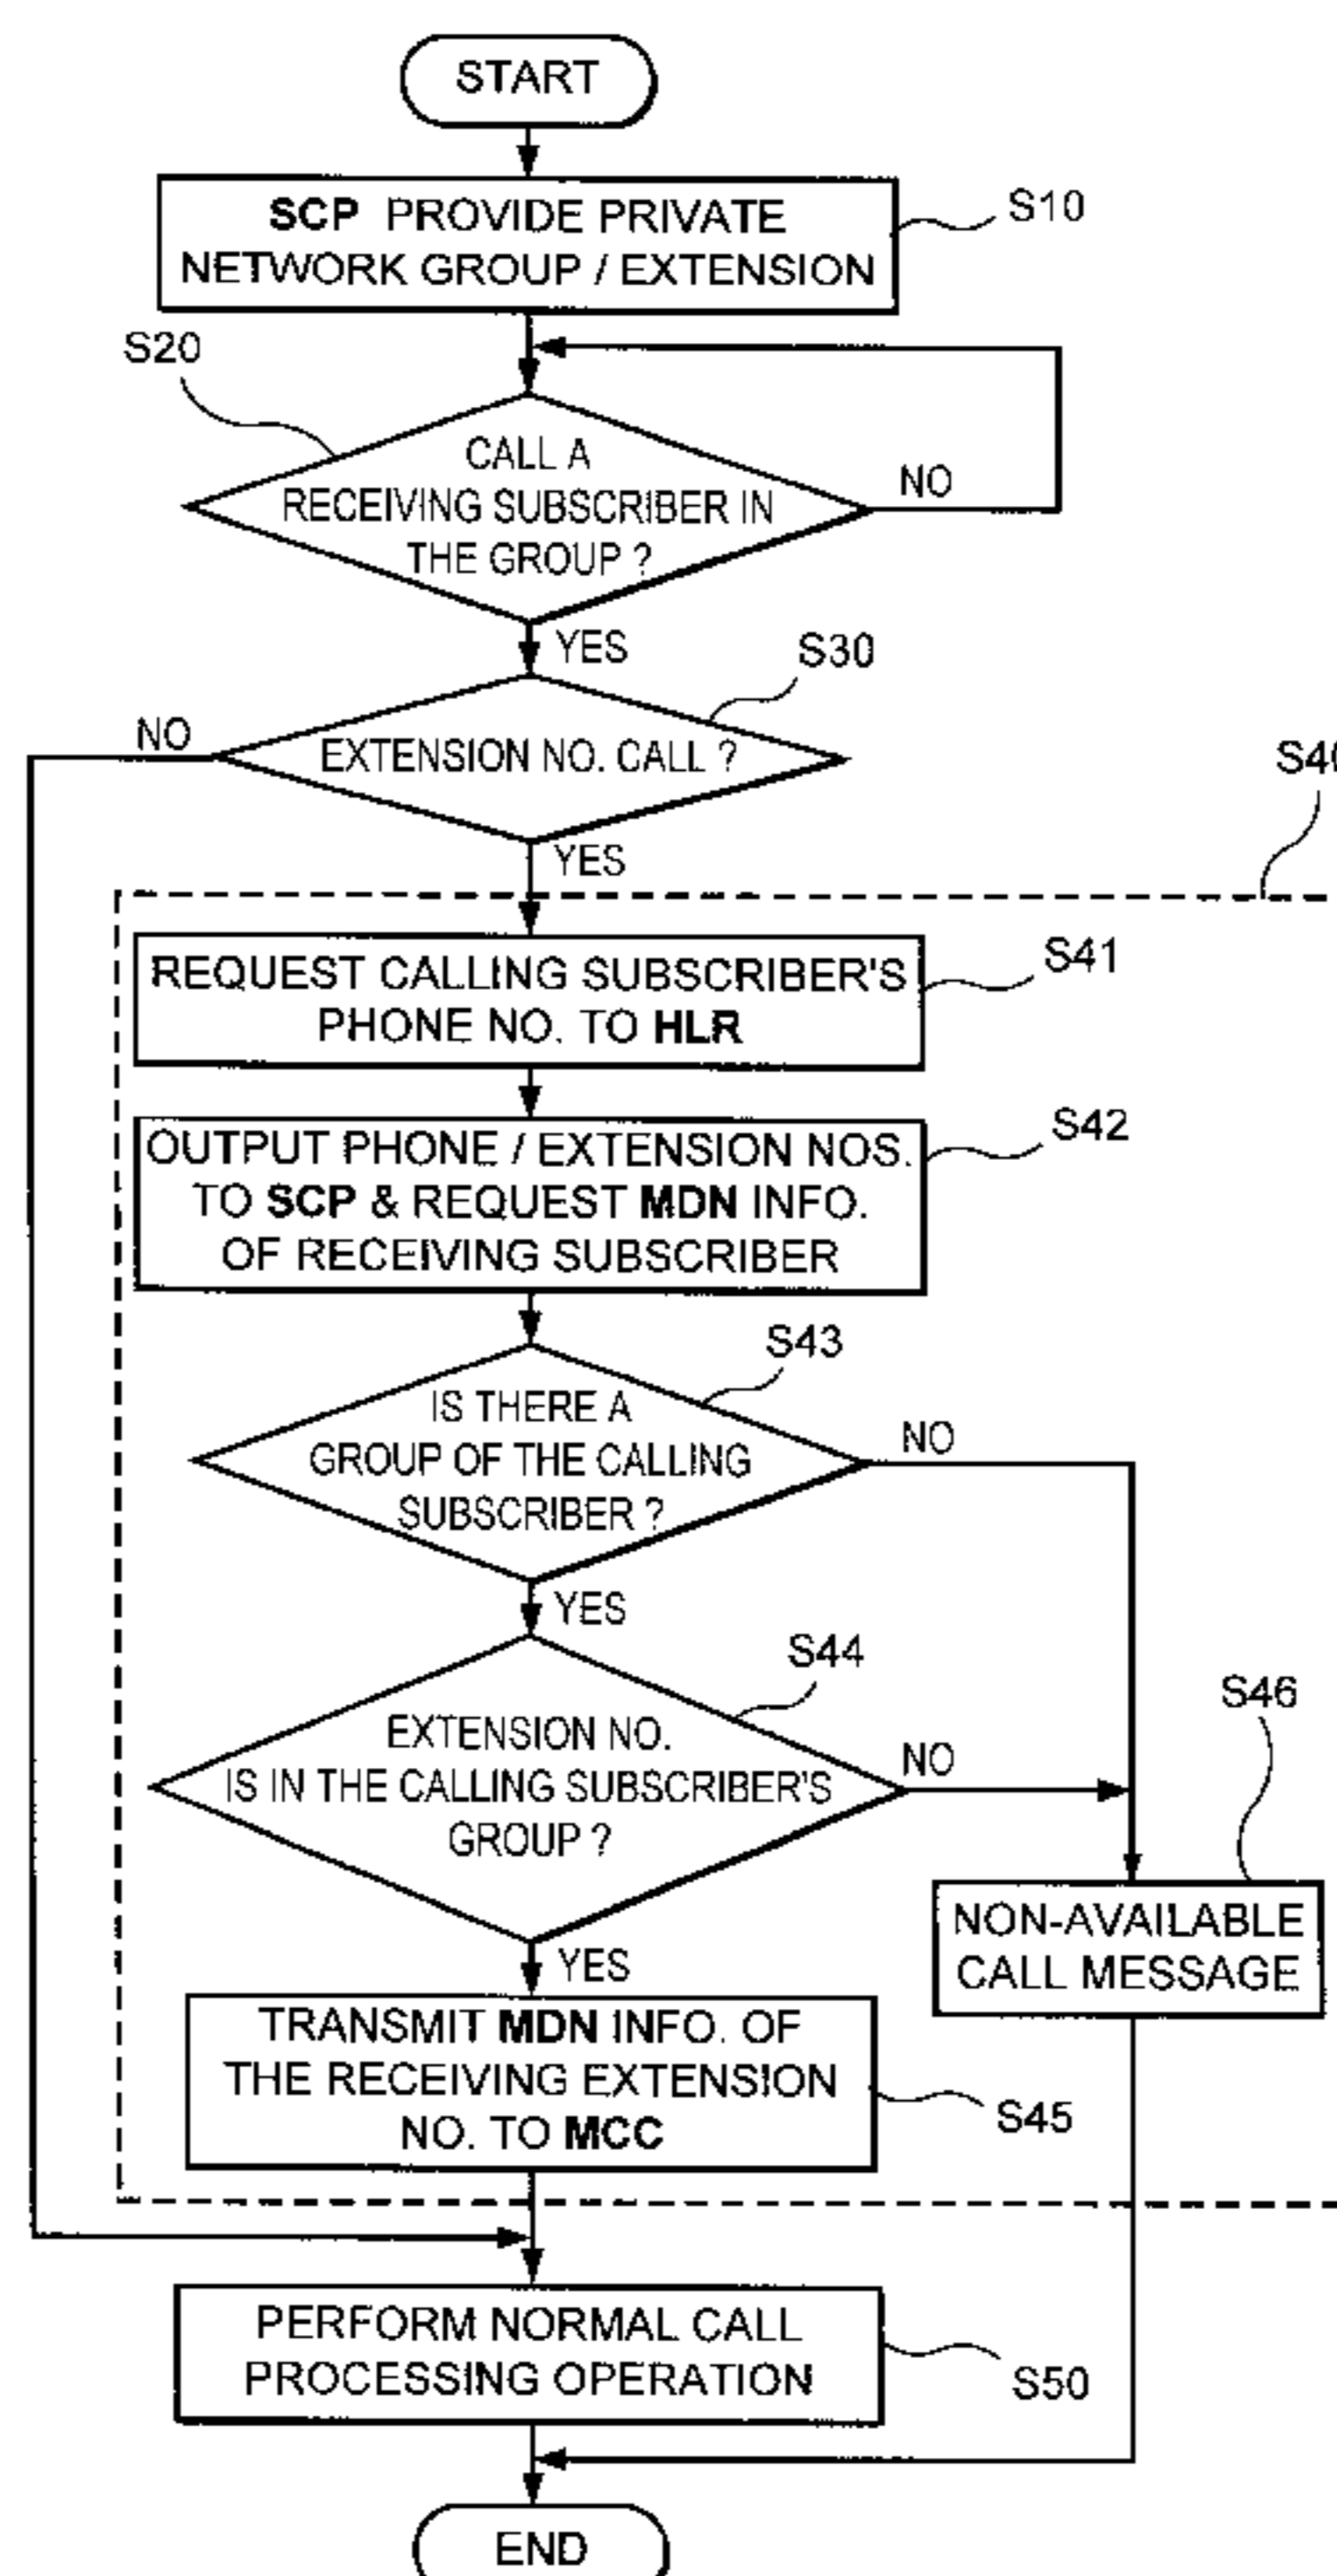 START
SCP PROVIDE PRIVATE
NETWORK GROUP / EXTENSION
S10
S20
CALL A
RECEIVING SUBSCRIBER IN
THE GROUP ?
NO
YES
S30
EXTENSION NO. CALL ?
NO
YES
S40
REQUEST CALLING SUBSCRIBER'S
PHONE NO. TO HLR
S41
OUTPUT PHONE / EXTENSION NOS.
TO SCP & REQUEST MDN INFO.
OF RECEIVING SUBSCRIBER
S42
S43
IS THERE A
GROUP OF THE CALLING
SUBSCRIBER ?
NO
YES
S44
EXTENSION NO.
IS IN THE CALLING SUBSCRIBER'S
GROUP ?
NO
YES
S46
NON-AVAILABLE
CALL MESSAGE
TRANSMIT MDN INFO. OF
THE RECEIVING EXTENSION
NO. TO MCC
S45
PERFORM NORMAL CALL
PROCESSING OPERATION
S50
END